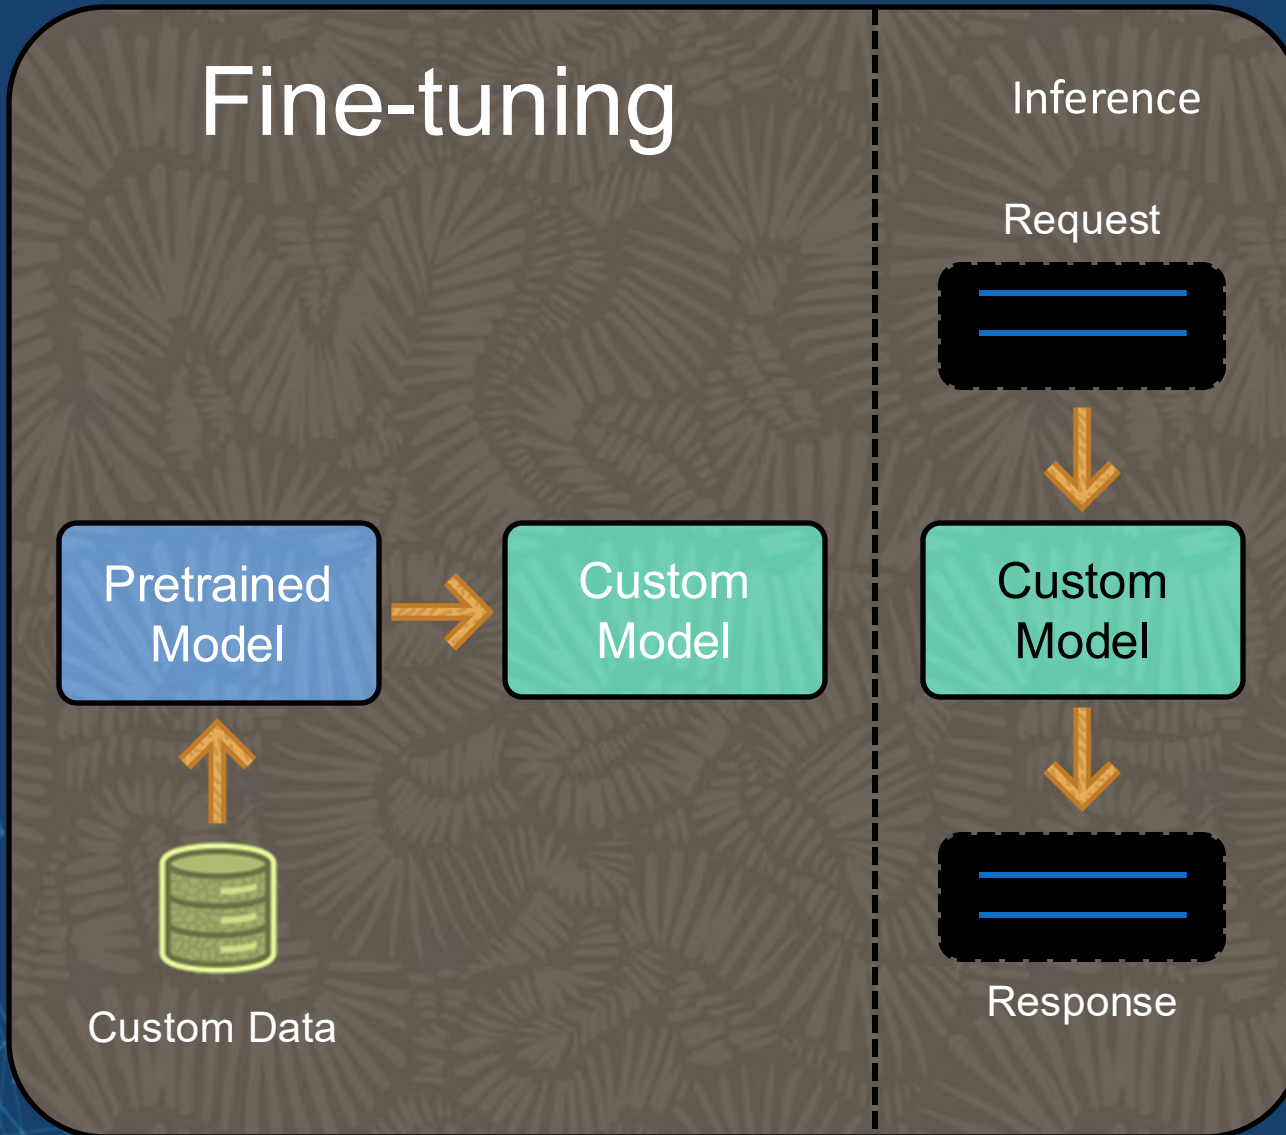 Fine-tuning
Pretrained
Model
Custom
Model
Custom Data
Inference
Request
Custom
Model
Response